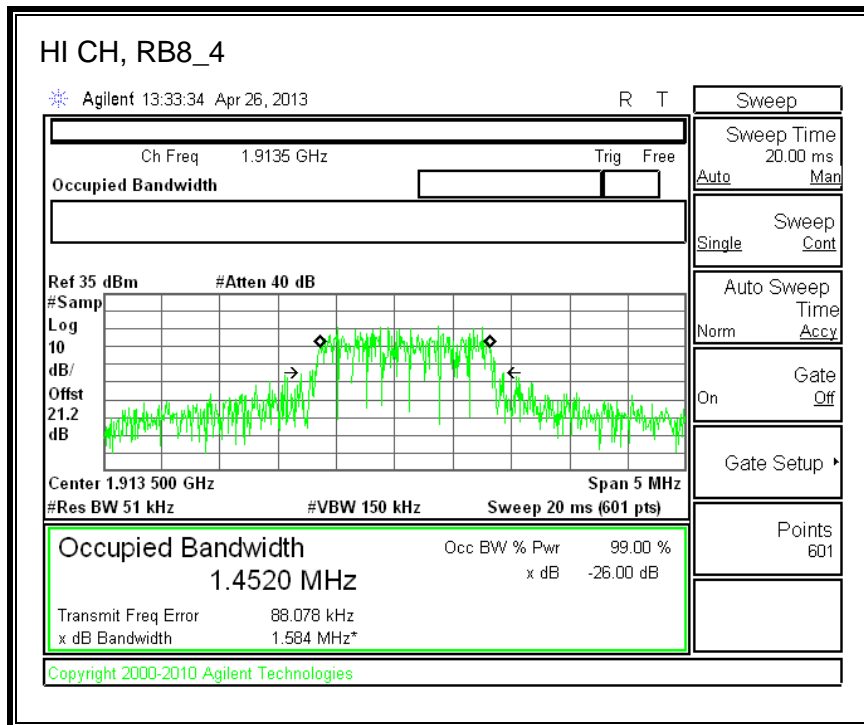 HI CH, RB8_4
Agilent 13:33:34 Apr 26, 2013 R T
Ch Freq 1.9135 GHz Trig Free
Occupied Bandwidth
Ref 35 dBm #Atten 40 dB
#Samp
Log
10
dB/
Offst
21.2
dB
Center 1.913 500 GHz Span 5 MHz
#Res BW 51 kHz #VBW 150 kHz Sweep 20 ms (601 pts)
Occupied Bandwidth Occ BW % Pwr 99.00 %
1.4520 MHz x dB -26.00 dB
Transmit Freq Error 88.078 kHz
x dB Bandwidth 1.584 MHz*
Copyright 2000-2010 Agilent Technologies
Sweep
Sweep Time
20.00 ms
Auto Man
Sweep
Single Cont
Auto Sweep
Time
Norm Accy
Gate
On Off
Gate Setup
Points
601